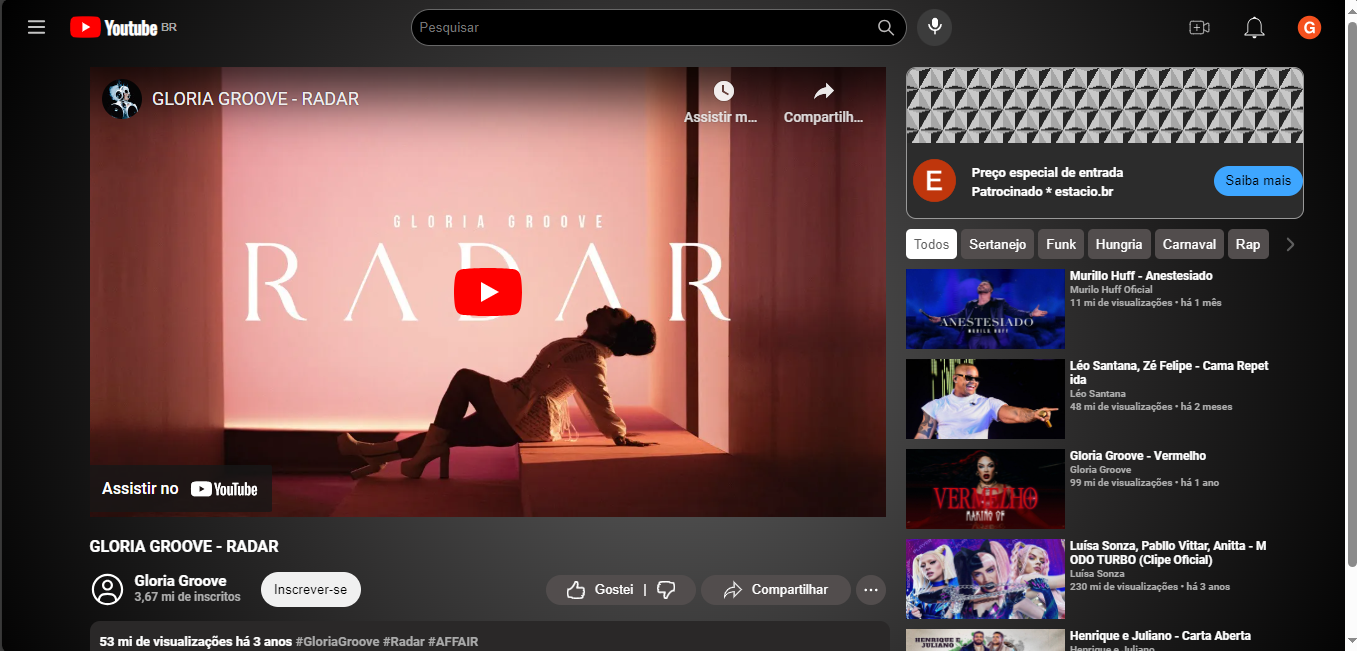 Youtube BR
Pesquisar
G
GLORIA GROOVE - RADAR
Assistir m...
Compartilh...
GLORIA GROOVE
RADAR
Assistir no YouTube
GLORIA GROOVE - RADAR
Gloria Groove
3,67 mi de inscritos
Inscrever-se
Gostei |
Compartilhar
...
53 mi de visualizações há 3 anos #GloriaGroove #Radar #AFFAIR
E
Preço especial de entrada
Patrocinado * estacio.br
Saiba mais
Todos
Sertanejo
Funk
Hungria
Carnaval
Rap
ANESTESIADO
MURILO HUFF
Murillo Huff - Anestesiado
Murilo Huff Oficial
11 mi de visualizações • há 1 mês
Léo Santana, Zé Felipe - Cama Repet
ida
Léo Santana
48 mi de visualizações • há 2 meses
VERMELHO
MAKING OF
Gloria Groove - Vermelho
Gloria Groove
99 mi de visualizações • há 1 ano
Luísa Sonza, Pabllo Vittar, Anitta - M
ODO TURBO (Clipe Oficial)
Luísa Sonza
230 mi de visualizações • há 3 anos
HENRIQUE E
JULIANO
Henrique e Juliano - Carta Aberta
Henrique e Juliano